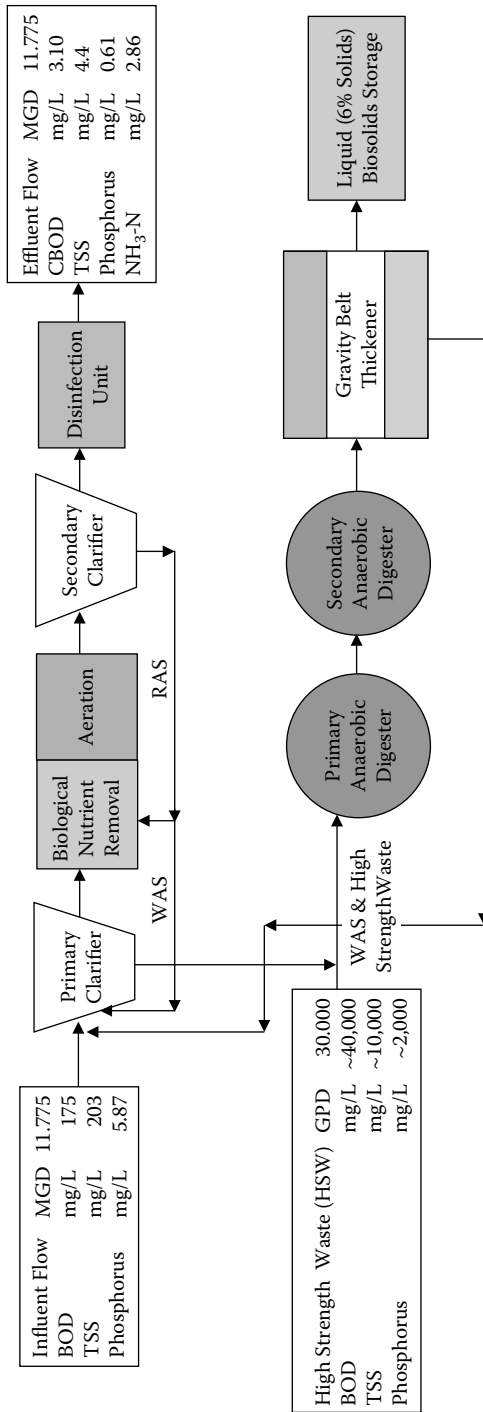 Influent Flow MGD 11.775
BOD mg/L 175
TSS mg/L 203
Phosphorus mg/L 5.87
Primary
Clarifier
Biological
Nutrient
Removal
Aeration
Secondary
Clarifier
Disinfection
Unit
Effluent Flow MGD 11.775
CBOD mg/L 3.10
TSS mg/L 4.4
Phosphorus mg/L 0.61
NH₃-N mg/L 2.86
WAS
RAS
High Strength Waste (HSW) GPD 30.000
BOD mg/L ~40,000
TSS mg/L ~10,000
Phosphorus mg/L ~2,000
WAS & High
StrengthWaste
Primary
Anaerobic
Digester
Secondary
Anaerobic
Digester
Gravity Belt
Thickener
Liquid (6% Solids)
Biosolids Storage